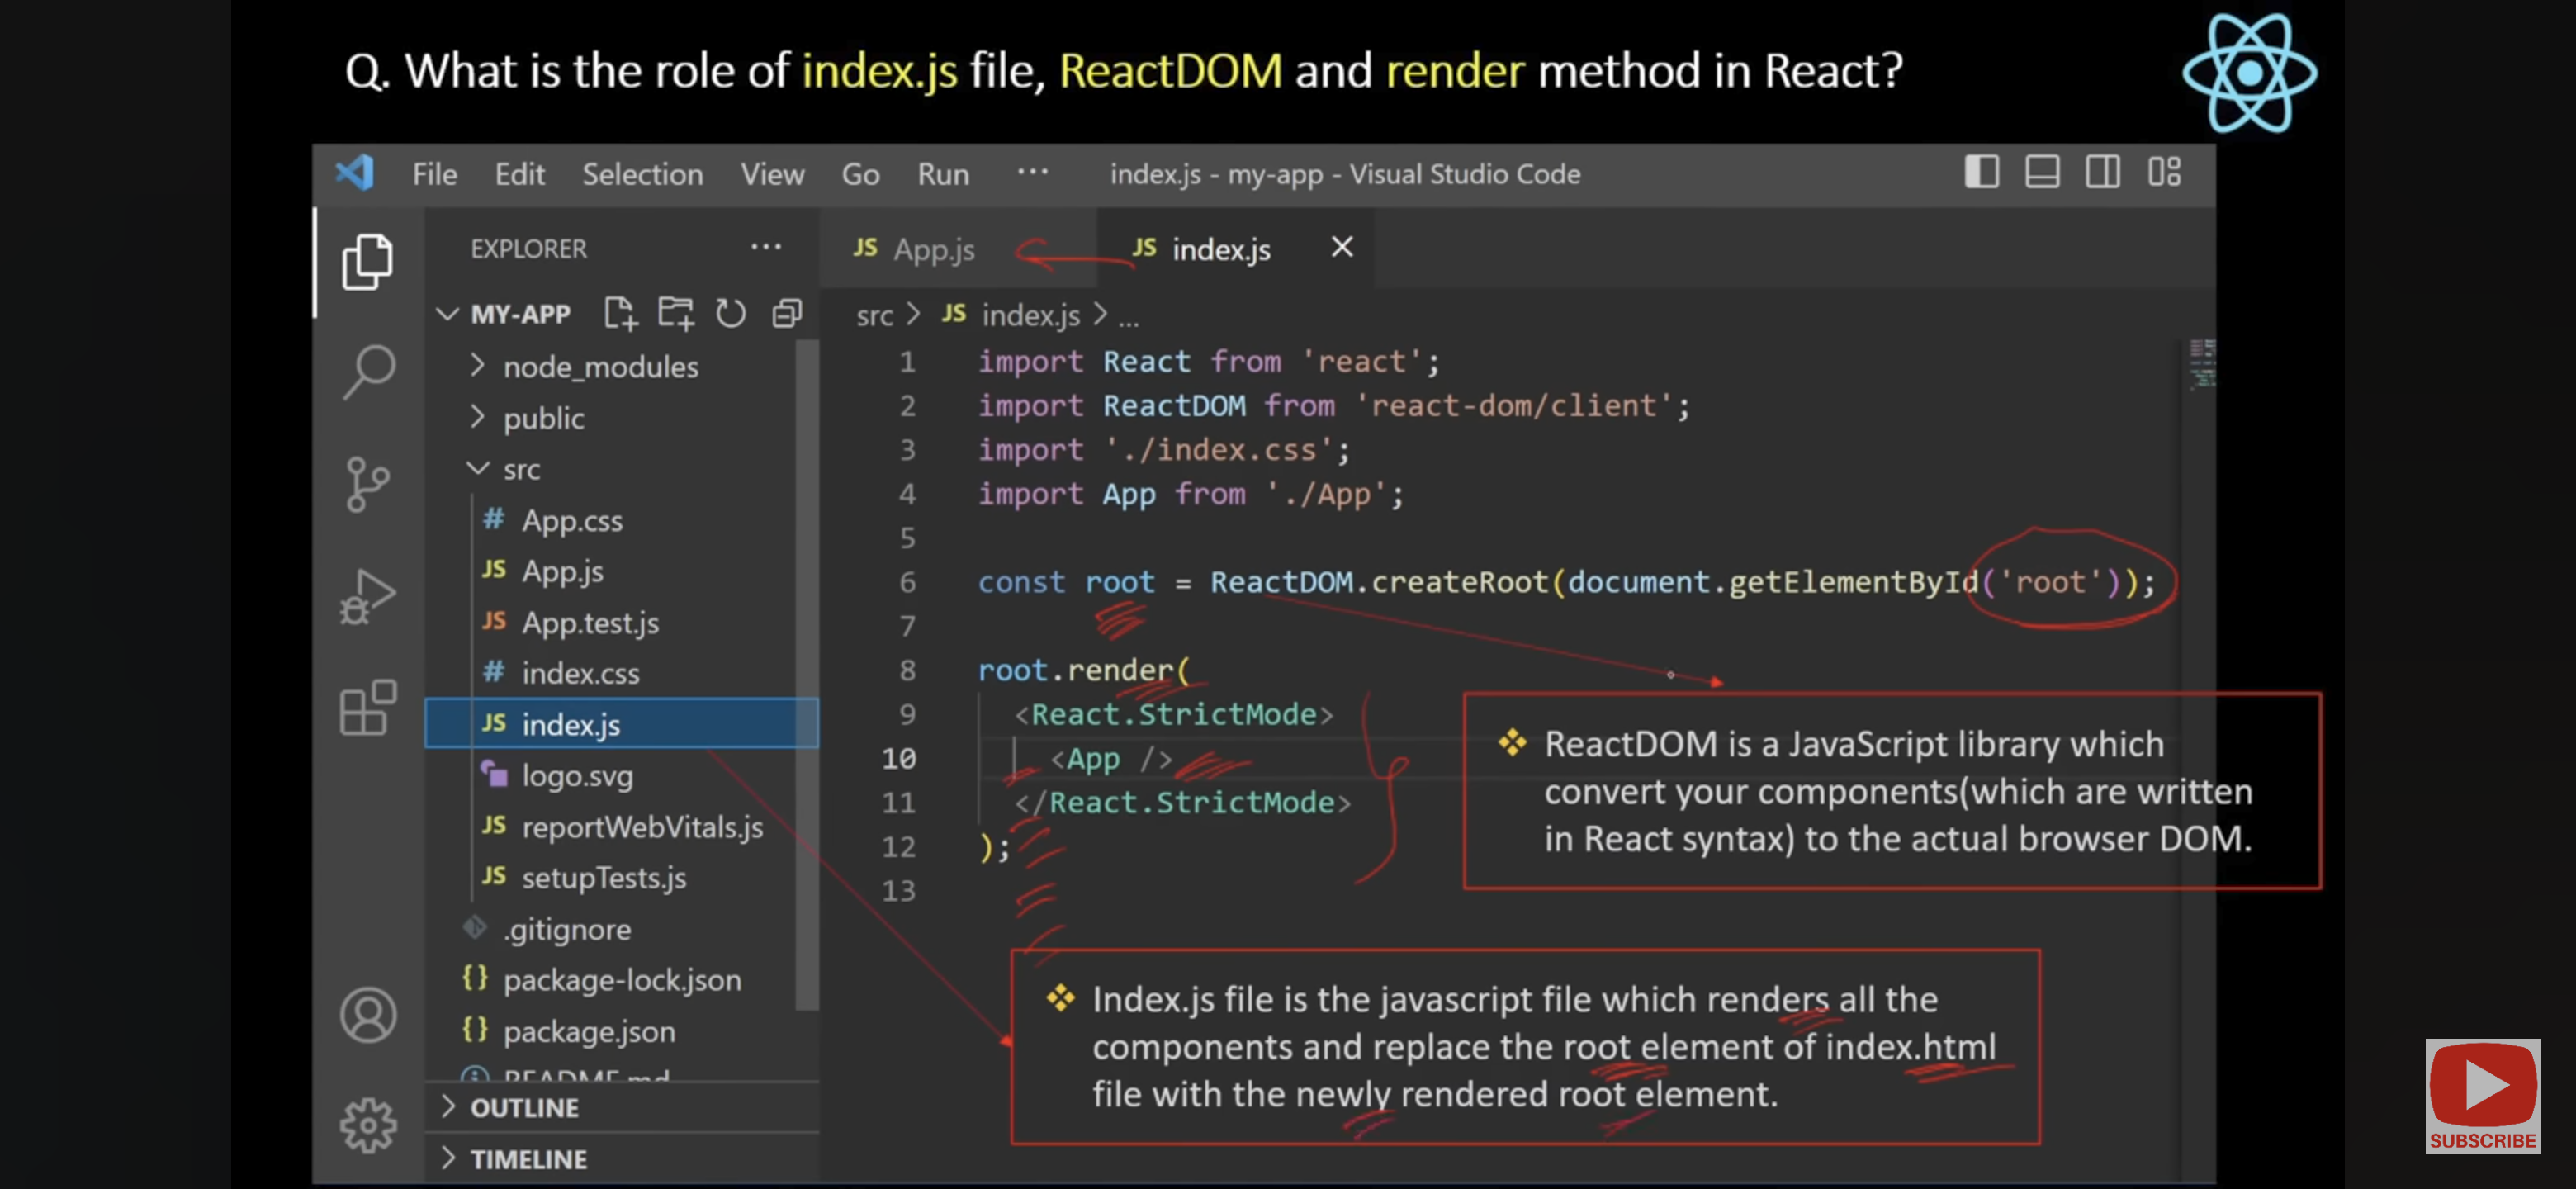 Q. What is the role of index.js file, ReactDOM and render method in React?
File Edit Selection View Go Run ··· index.js - my-app - Visual Studio Code
EXPLORER ···
JS App.js JS index.js ×
MY-APP
src > JS index.js > ...
node_modules
public
src
# App.css
JS App.js
JS App.test.js
# index.css
JS index.js
logo.svg
JS reportWebVitals.js
JS setupTests.js
.gitignore
{} package-lock.json
{} package.json
README.md
OUTLINE
TIMELINE
1 import React from 'react';
2 import ReactDOM from 'react-dom/client';
3 import './index.css';
4 import App from './App';
5
6 const root = ReactDOM.createRoot(document.getElementById('root'));
7
8 root.render(
9 <React.StrictMode>
10 <App />
11 </React.StrictMode>
12 );
13
❖ ReactDOM is a JavaScript library which
convert your components(which are written
in React syntax) to the actual browser DOM.
❖ Index.js file is the javascript file which renders all the
components and replace the root element of index.html
file with the newly rendered root element.
SUBSCRIBE